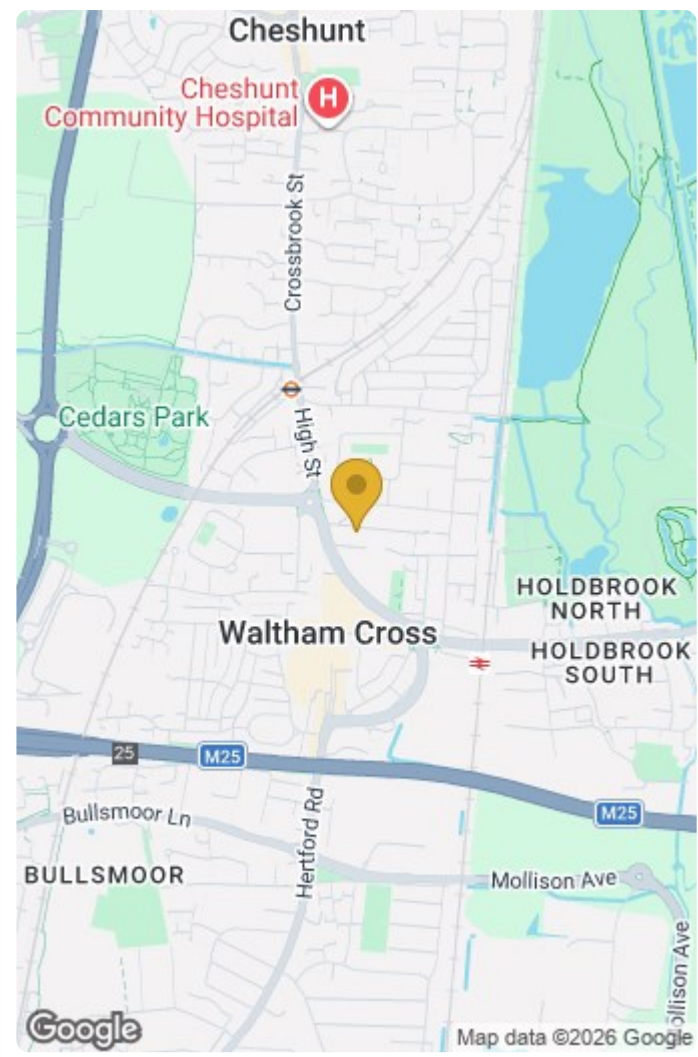 Cheshunt
Cheshunt
Community Hospital
H
Crossbrook St
Cedars Park
High St
HOLDBROOK
NORTH
Waltham Cross
HOLDBROOK
SOUTH
25
M25
M25
Bullsmoor Ln
Hertford Rd
BULLSMOOR
Mollison Ave
ollison Ave
Google
Map data ©2026 Google